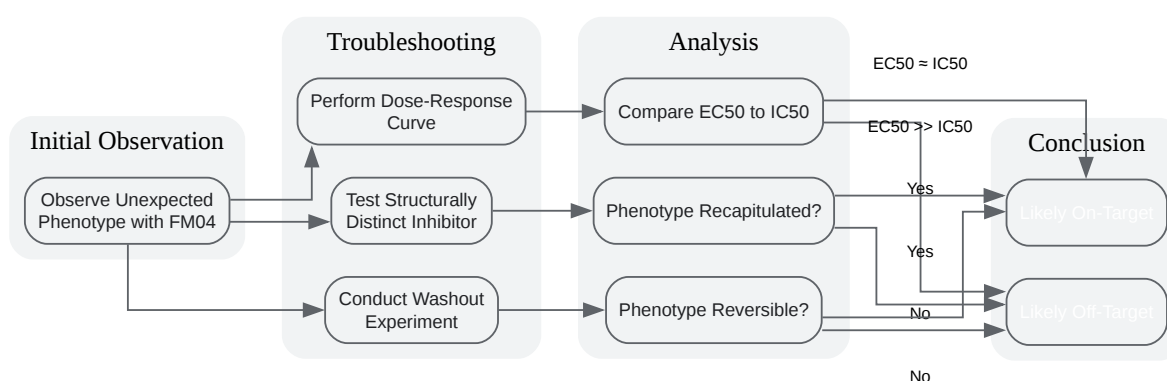 Initial Observation
Observe Unexpected
Phenotype with FM04
Troubleshooting
Perform Dose-Response
Curve
Test Structurally
Distinct Inhibitor
Conduct Washout
Experiment
Analysis
Compare EC50 to IC50
Phenotype Recapitulated?
Phenotype Reversible?
EC50 ≈ IC50
EC50 >> IC50
Yes
Yes
No
No
Conclusion
Likely On-Target
Likely Off-Target